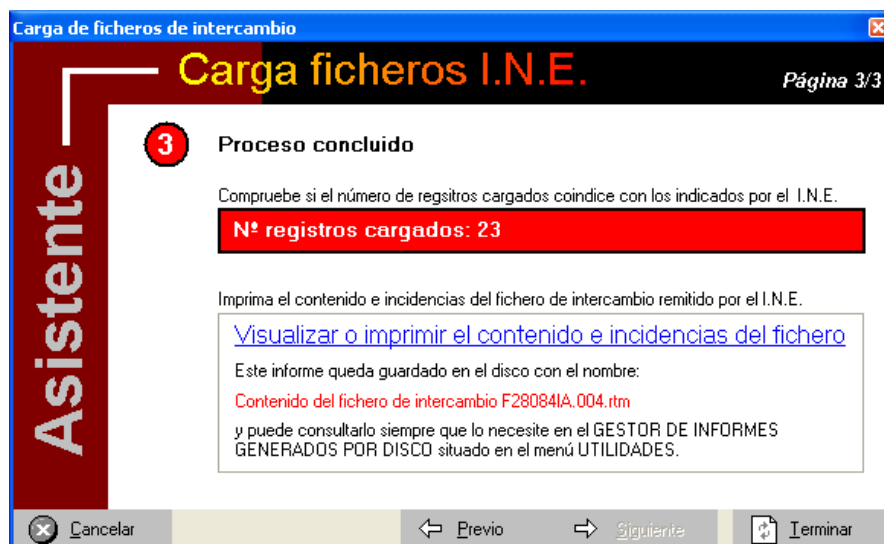 Carga de ficheros de intercambio
Carga ficheros I.N.E.
Página 3/3
Asistente
3
Proceso concluido
Compruebe si el número de regsitros cargados coindice con los indicados por el I.N.E.
Nº registros cargados: 23
Imprima el contenido e incidencias del fichero de intercambio remitido por el I.N.E.
Visualizar o imprimir el contenido e incidencias del fichero
Este informe queda guardado en el disco con el nombre:
Contenido del fichero de intercambio F28084IA.004.rtm
y puede consultarlo siempre que lo necesite en el GESTOR DE INFORMES
GENERADOS POR DISCO situado en el menú UTILIDADES.
Cancelar
Previo
Siguiente
Terminar